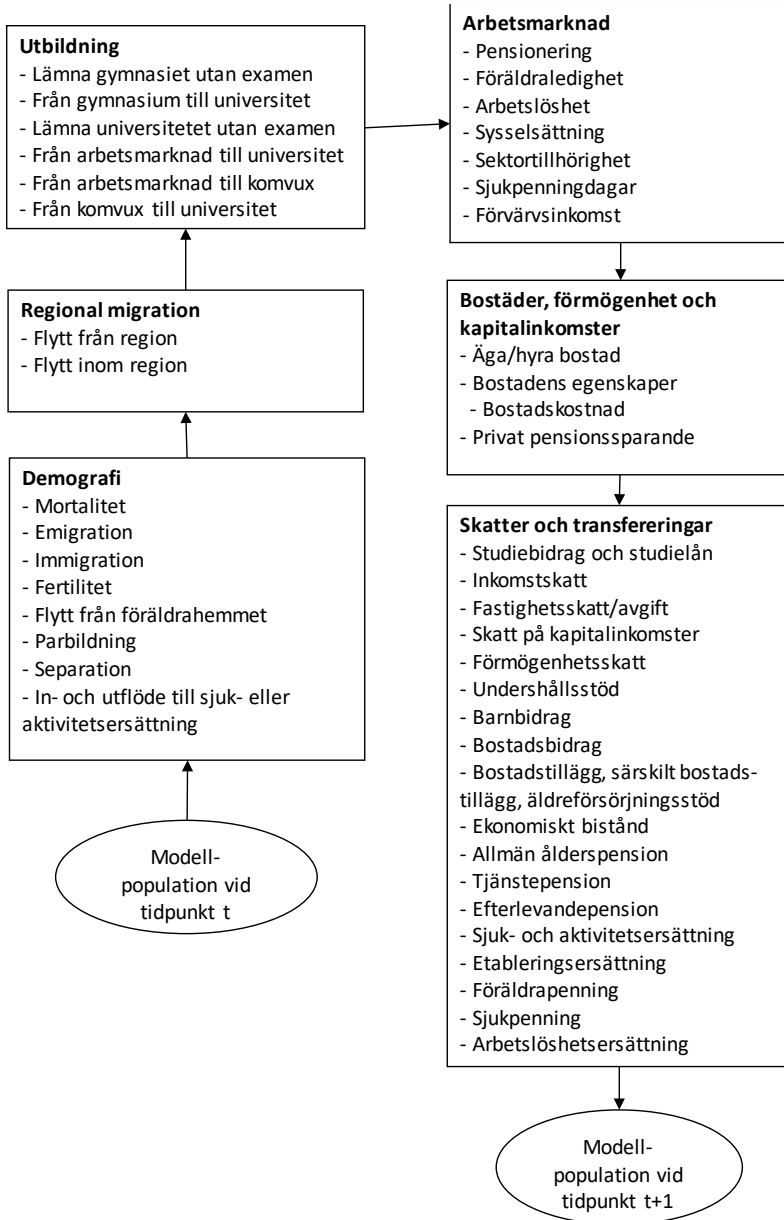 Utbildning
- Lämna gymnasiet utan examen
- Från gymnasium till universitet
- Lämna universitetet utan examen
- Från arbetsmarknad till universitet
- Från arbetsmarknad till komvux
- Från komvux till universitet
Regional migration
- Flytt från region
- Flytt inom region
Demografi
- Mortalitet
- Emigration
- Immigration
- Fertilitet
- Flytt från föräldrahemmet
- Parbildning
- Separation
- In- och utflöde till sjuk- eller
aktivitetsersättning
Modell-
population vid
tidpunkt t
Arbetsmarknad
- Pensionering
- Föräldraledighet
- Arbetslöshet
- Sysselsättning
- Sektortillhörighet
- Sjukpenningdagar
- Förvärvsinkomst
Bostäder, förmögenhet och
kapitalinkomster
- Äga/hyra bostad
- Bostadens egenskaper
- Bostadskostnad
- Privat pensionssparande
Skatter och transfereringar
- Studiebidrag och studielån
- Inkomstskatt
- Fastighetsskatt/avgift
- Skatt på kapitalinkomster
- Förmögenhetsskatt
- Undershållsstöd
- Barnbidrag
- Bostadsbidrag
- Bostadstillägg, särskilt bostads-
tillägg, äldreförsörjningsstöd
- Ekonomiskt bistånd
- Allmän ålderspension
- Tjänstepension
- Efterlevandepension
- Sjuk- och aktivitetsersättning
- Etableringsersättning
- Föräldrapenning
- Sjukpenning
- Arbetslöshetsersättning
Modell-
population vid
tidpunkt t+1